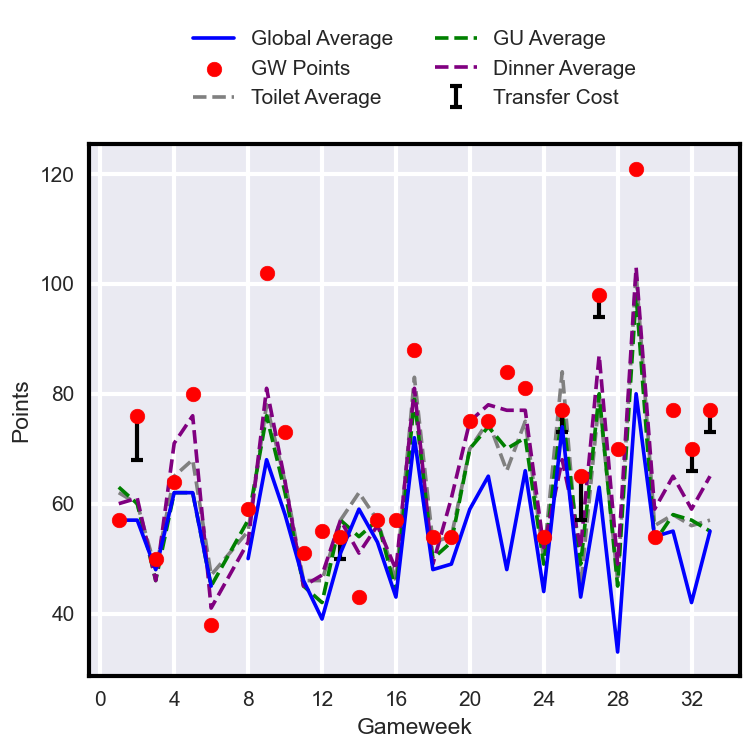 Global Average
GW Points
Toilet Average
GU Average
Dinner Average
Transfer Cost
120
100
80
60
40
Points
0 4 8 12 16 20 24 28 32
Gameweek